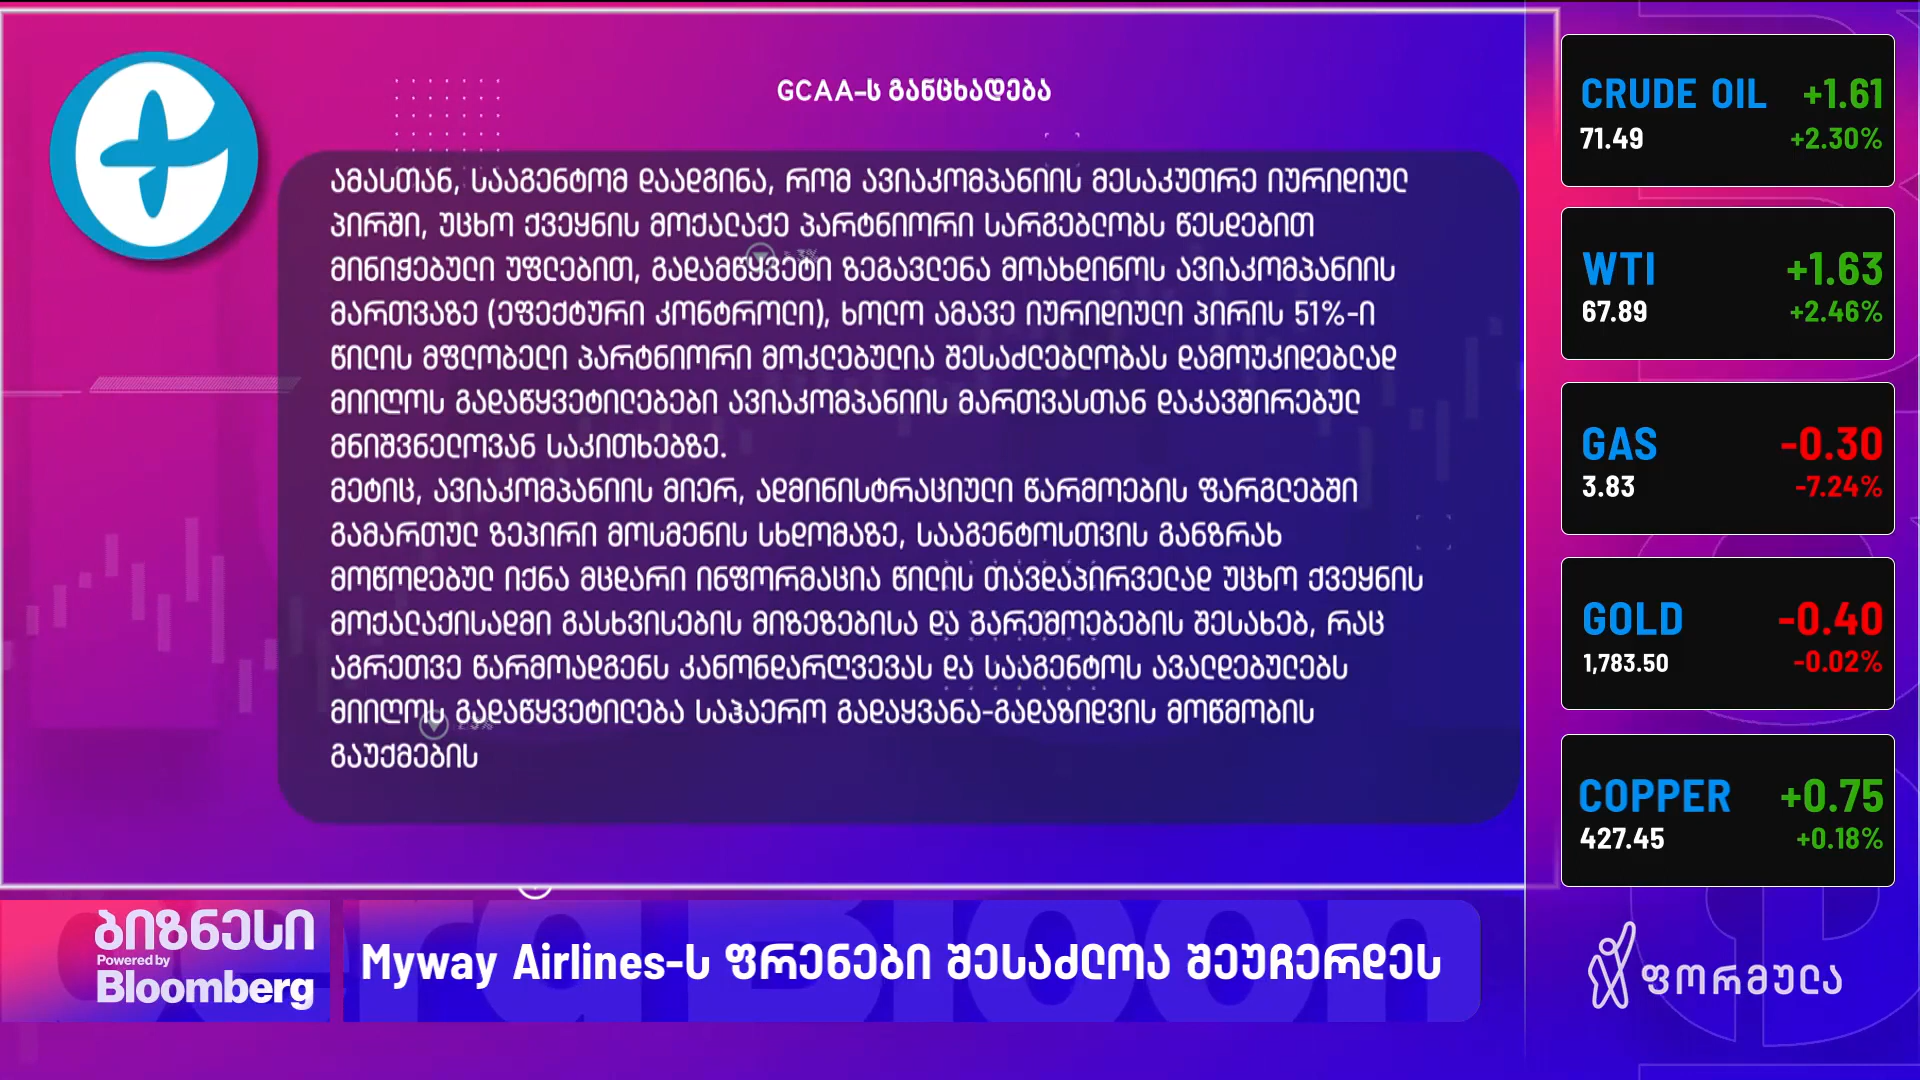 GCAA-ს განცხადება
ამასთან, სააგენტომ დაადგინა, რომ ავიაკომპანიის მესაკუთრე იურიდიულ
პირში, უცხო ქვეყნის მოქალაქე პარტნიორი სარგებლობს წესდებით
მინიჭებული უფლებით, გადამწყვეტი ზეგავლენა მოახდინოს ავიაკომპანიის
მართვაზე (ეფექტური კონტროლი), ხოლო ამავე იურიდიული პირის 51%-ი
წილის მფლობელი პარტნიორი მოკლებულია შესაძლებლობას დამოუკიდებლად
მიიღოს გადაწყვეტილებები ავიაკომპანიის მართვასთან დაკავშირებულ
მნიშვნელოვან საკითხებზე.
მეტიც, ავიაკომპანიის მიერ, ადმინისტრაციული წარმოების ფარგლებში
გამართულ ზეპირი მოსმენის სხდომაზე, სააგენტოსთვის განზრახ
მოწოდებულ იქნა მცდარი ინფორმაცია წილის თავდაპირველად უცხო ქვეყნის
მოქალაქისადმი გასხვისების მიზეზებისა და გარემოებების შესახებ, რაც
აგრეთვე წარმოადგენს კანონდარღვევას და სააგენტოს ავალდებულებს
მიიღოს გადაწყვეტილება საჰაერო გადაყვანა-გადაზიდვის მოწმობის
გაუქმების
CRUDE OIL +1.61
71.49 +2.30%
WTI +1.63
67.89 +2.46%
GAS -0.30
3.83 -7.24%
GOLD -0.40
1,783.50 -0.02%
COPPER +0.75
427.45 +0.18%
ბიზნესი
Powered by
Bloomberg
Myway Airlines-ს ფრენები შესაძლოა შეუჩერდეს
ფორმულა